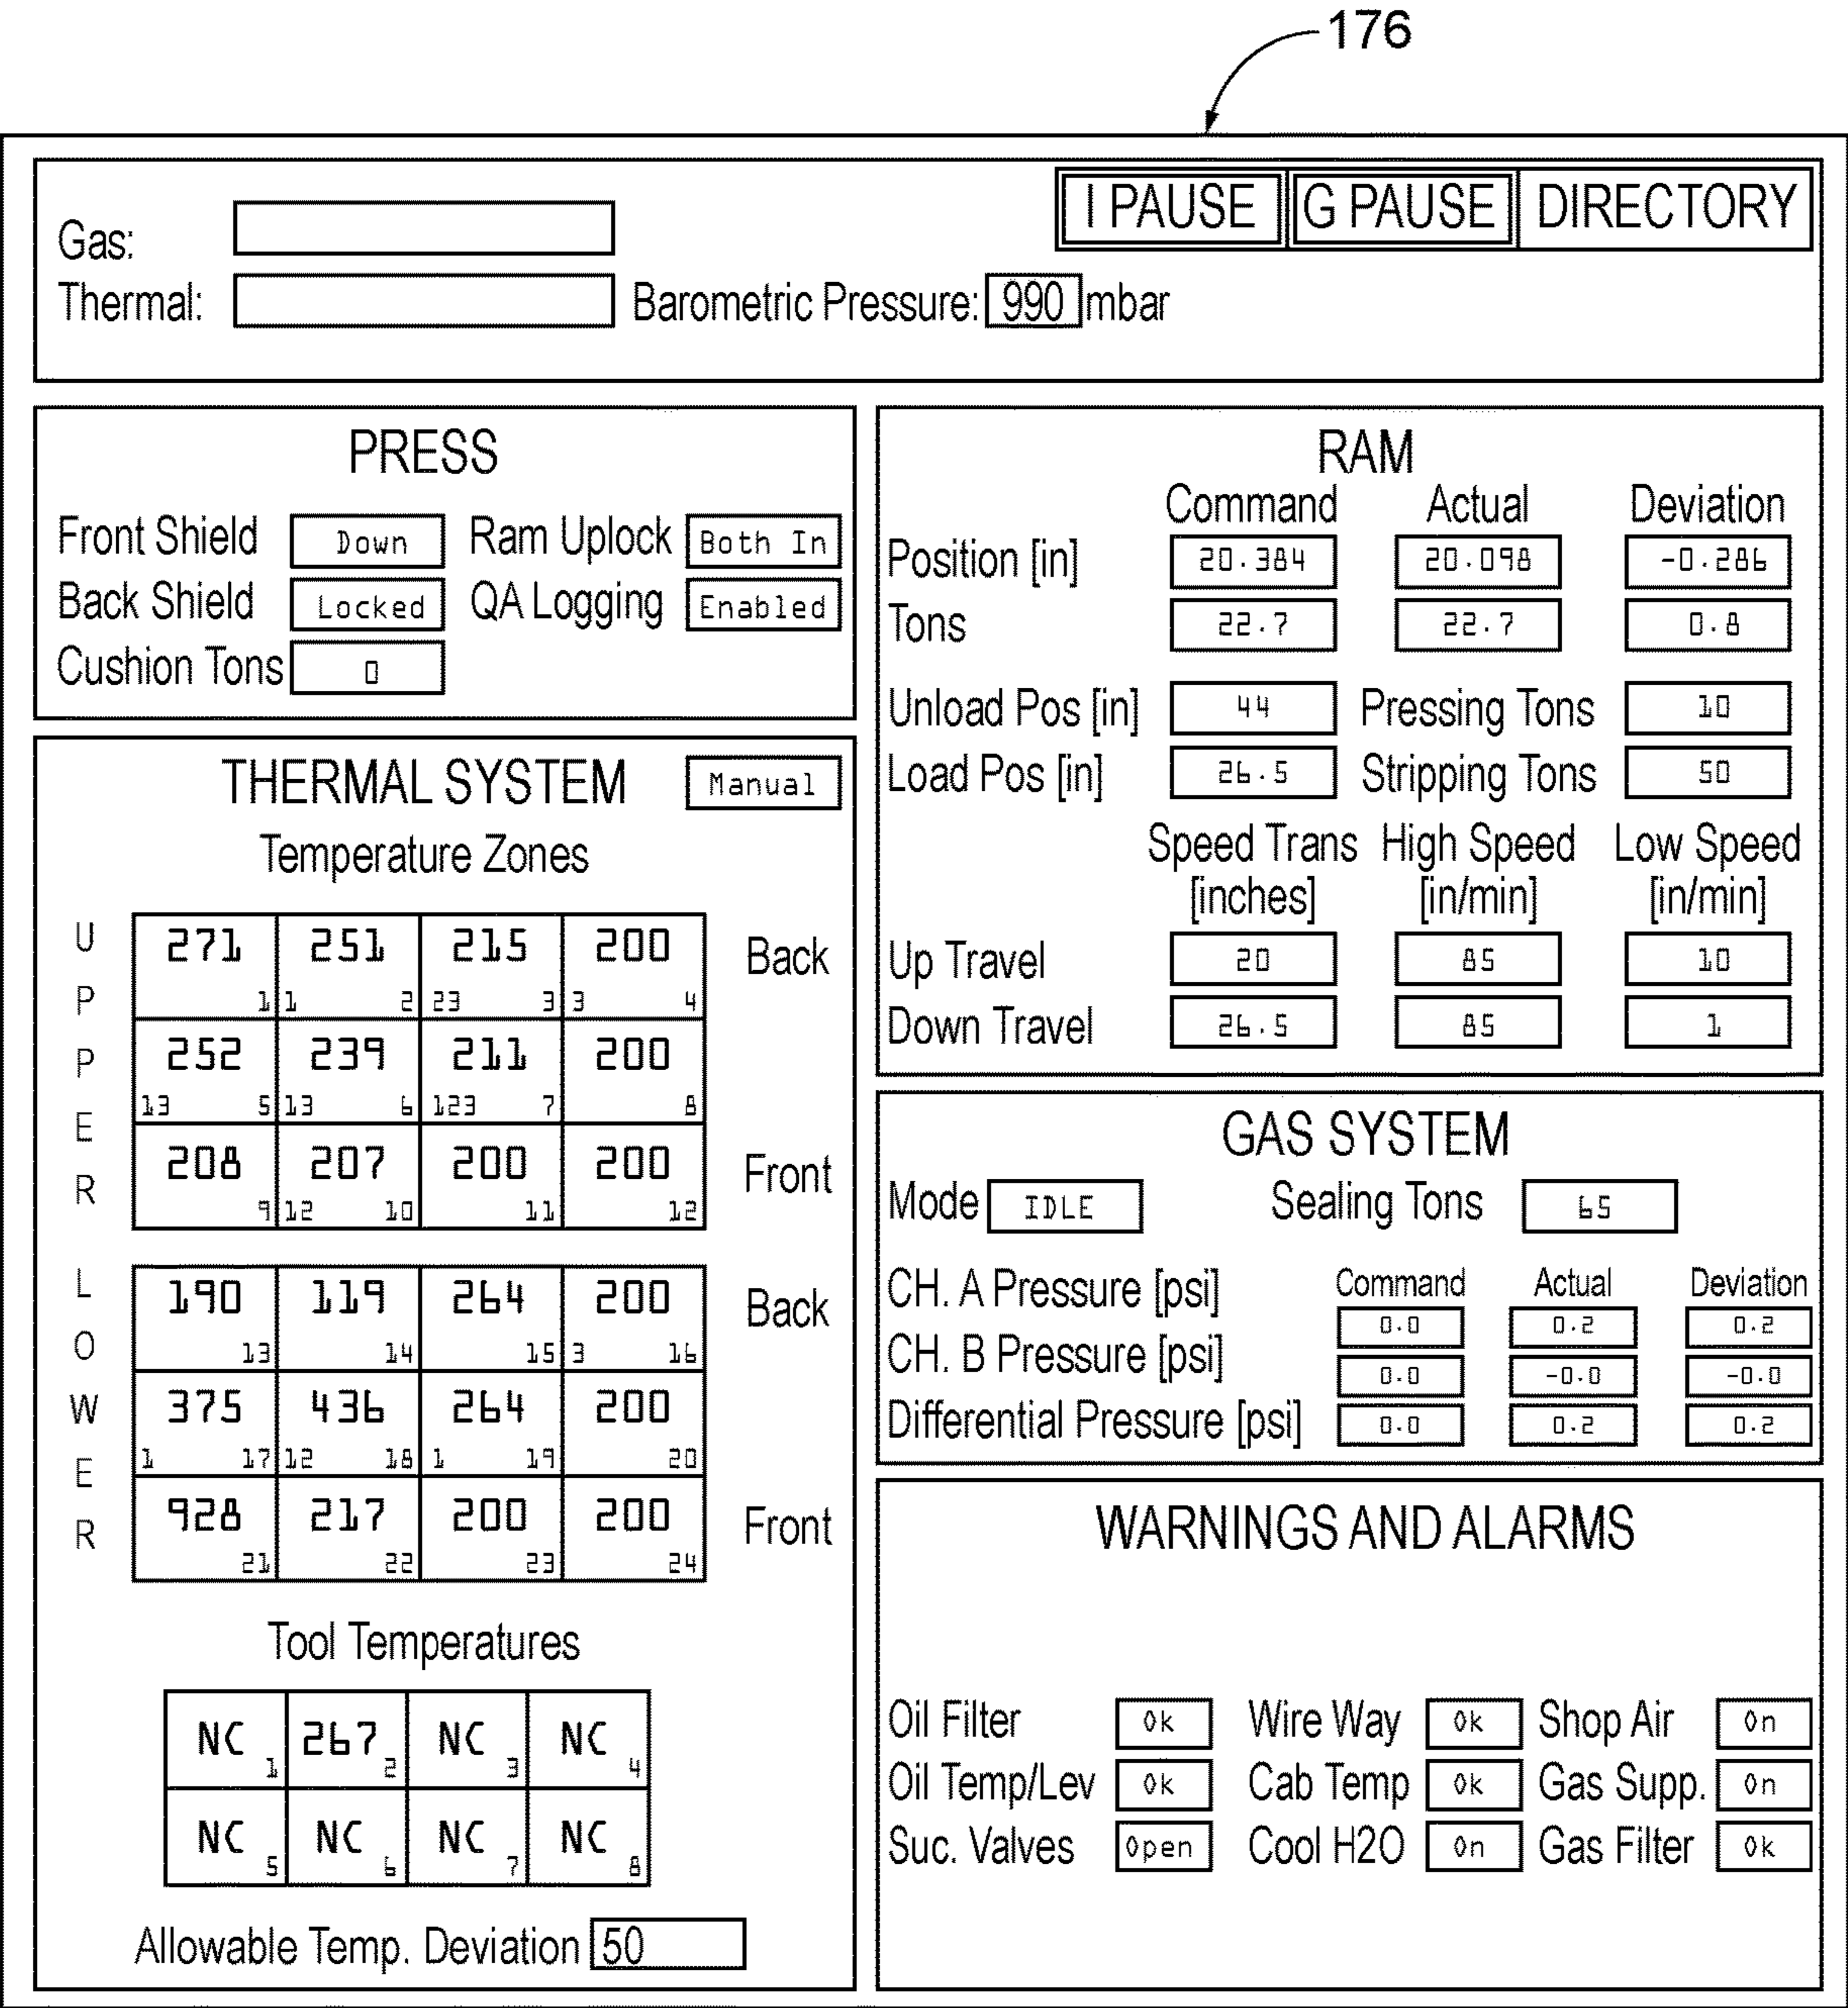 176
I PAUSE G PAUSE DIRECTORY
Gas:
Thermal: Barometric Pressure: 990 mbar
PRESS
Front Shield Down Ram Uplock Both In
Back Shield Locked QA Logging Enabled
Cushion Tons 0
THERMAL SYSTEM Manual
Temperature Zones
UPPER
271 251 215 200 Back
1 1 2 23 3 3 4
252 239 211 200
13 5 13 6 123 7 8
208 207 200 200 Front
9 12 10 11 12
LOWER
190 119 264 200 Back
13 14 15 3 16
375 436 264 200
1 17 12 18 1 19 20
928 217 200 200 Front
21 22 23 24
Tool Temperatures
NC 1 267 2 NC 3 NC 4
NC 5 NC 6 NC 7 NC 8
Allowable Temp. Deviation 50
RAM
Command Actual Deviation
Position [in] 20.384 20.098 -0.286
Tons 22.7 22.7 0.8
Unload Pos [in] 44 Pressing Tons 10
Load Pos [in] 26.5 Stripping Tons 50
Speed Trans High Speed Low Speed
[inches] [in/min] [in/min]
Up Travel 20 85 10
Down Travel 26.5 85 1
GAS SYSTEM
Mode IDLE Sealing Tons 65
Command Actual Deviation
CH. A Pressure [psi] 0.0 0.2 0.2
CH. B Pressure [psi] 0.0 -0.0 -0.0
Differential Pressure [psi] 0.0 0.2 0.2
WARNINGS AND ALARMS
Oil Filter Ok Wire Way Ok Shop Air On
Oil Temp/Lev Ok Cab Temp Ok Gas Supp. On
Suc. Valves Open Cool H2O On Gas Filter Ok